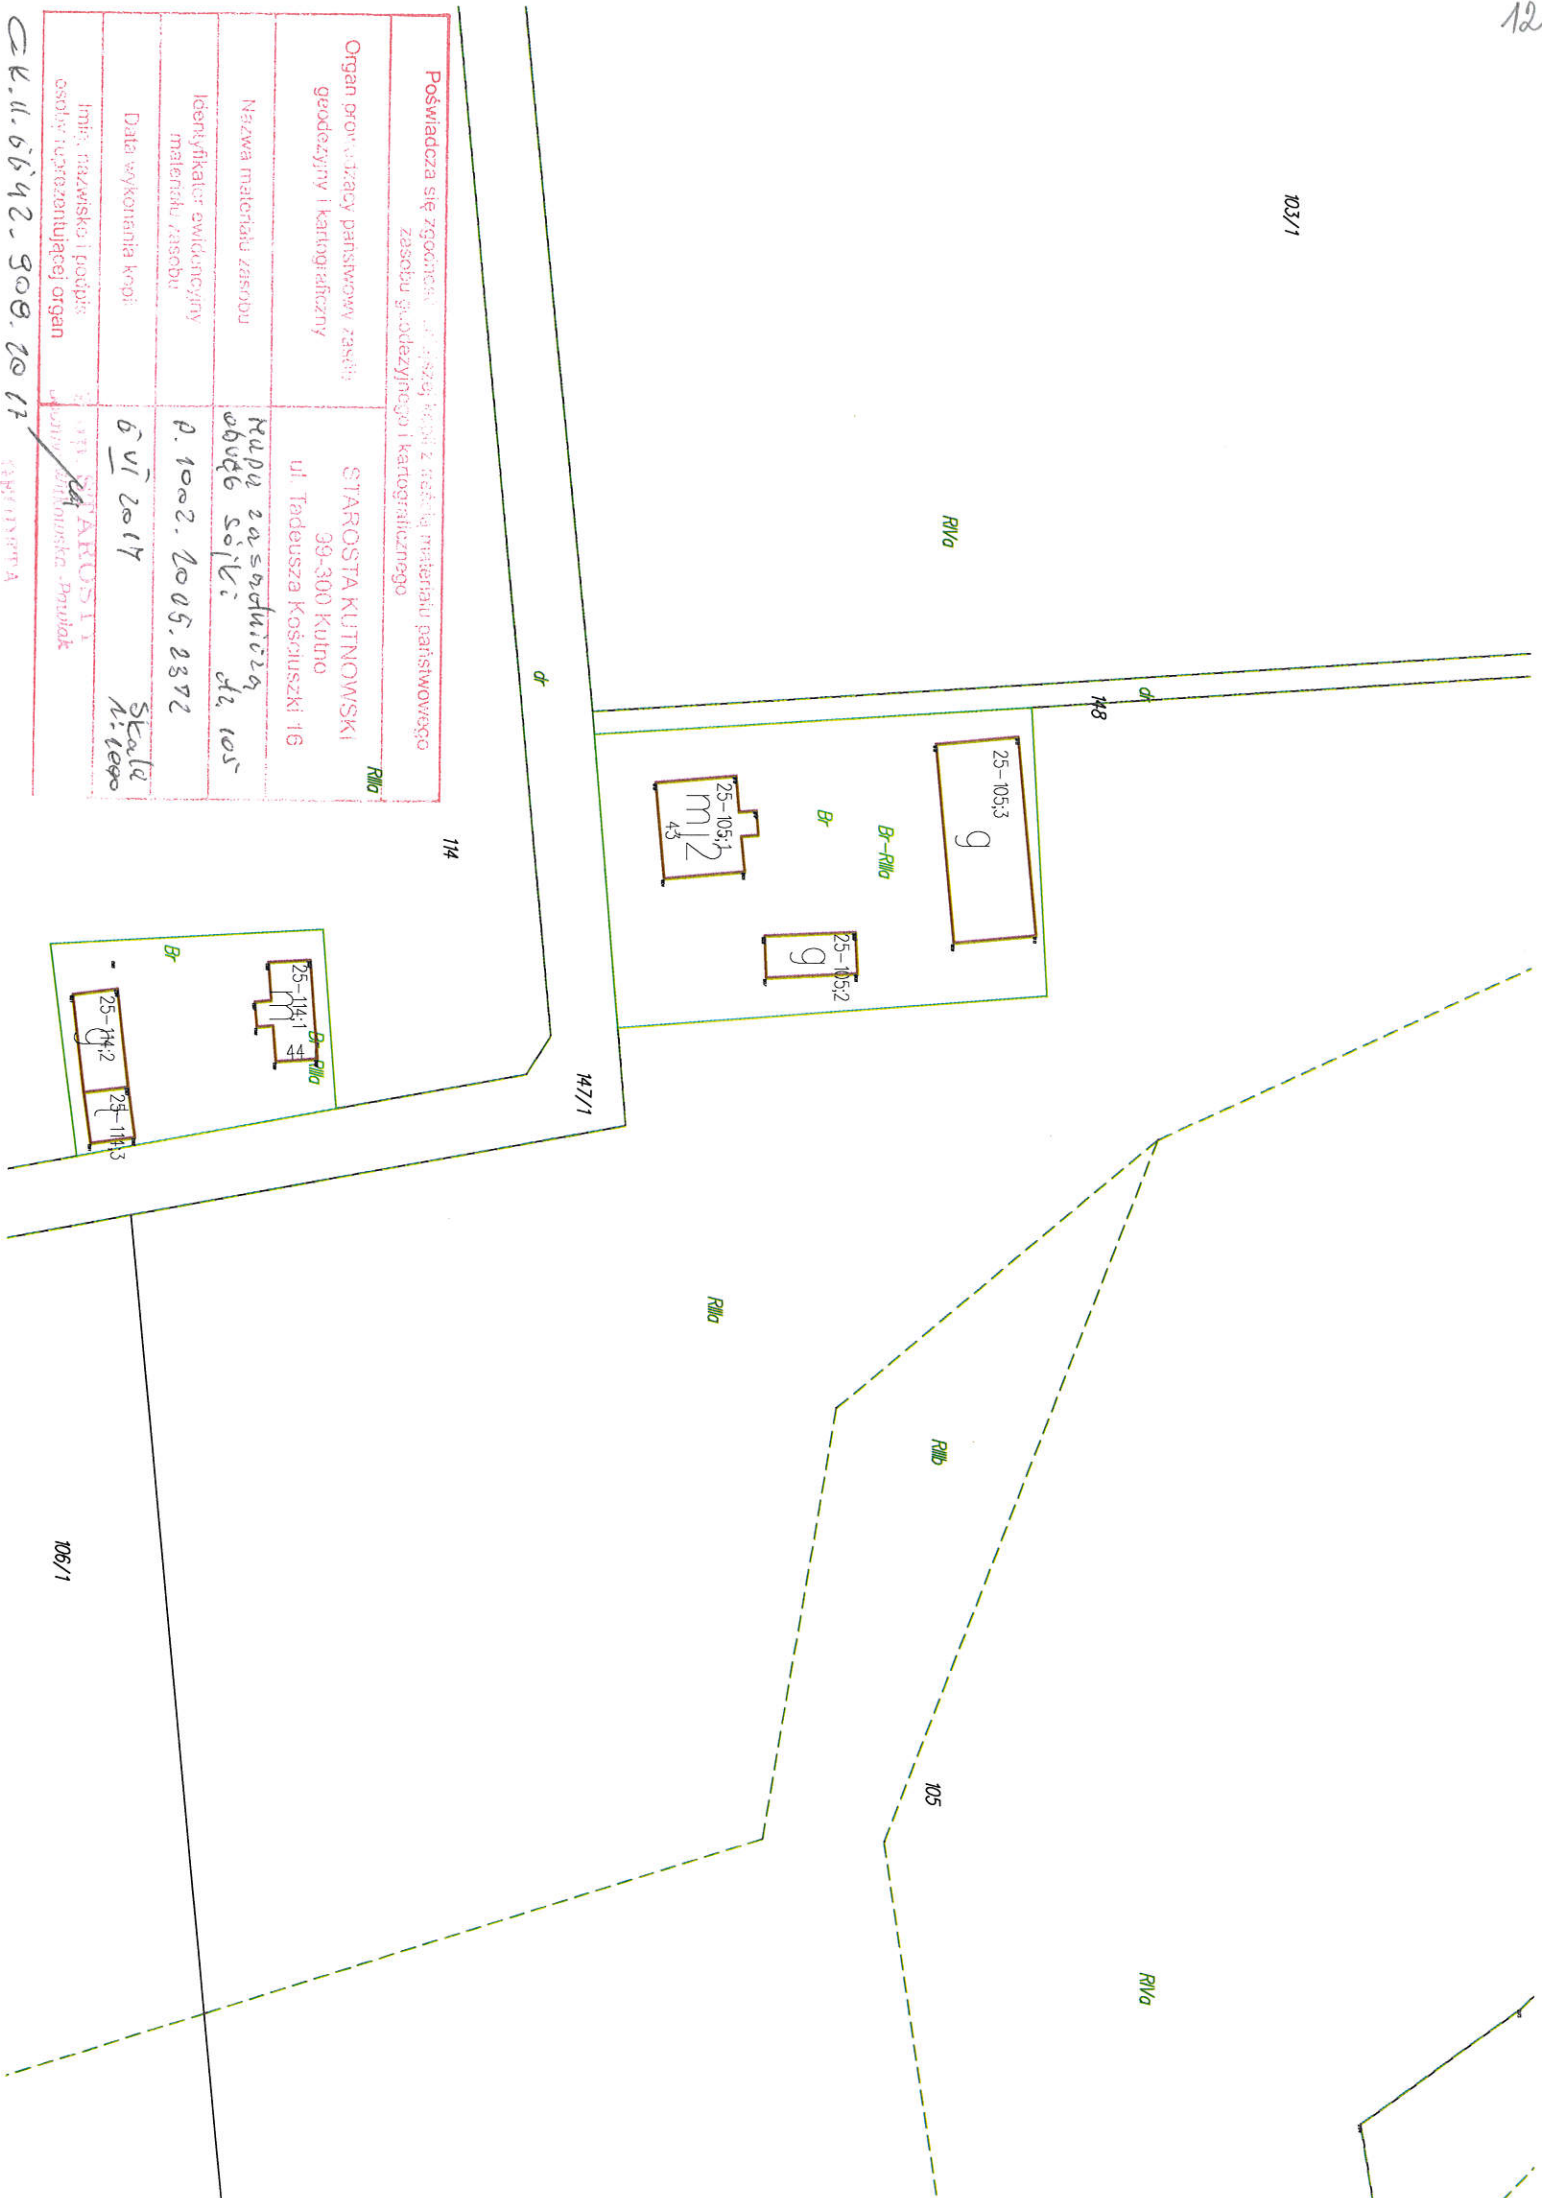 12
103/1
RIVa
dr
148
25-105;3
g
Br-RIIIa
Br
25-105;1
m|2
43
25-105;2
g
105
RIVa
RIIIb
RIIIa
147/1
dr
114
RIIIa
25-114;1
m
44
Br-RIIIa
Br
25-114;2
g
25-114;3
106/1
Poświadcza się zgodność kopii z treścią materiału państwowego
zasobu geodezyjnego i kartograficznego
Organ prowadzący państwowy zasób
geodezyjny i kartograficzny
STAROSTA KUTNOWSKI
99-300 Kutno
ul. Tadeusza Kościuszki 16
Nazwa materiału zasobu
Mapa zasadnicza
obręb Sójki dz 105
Identyfikator ewidencyjny
materiału zasobu
P.1002.2005.2372
Data wykonania kopii
6 VI 2017
Skala
1:1000
Imię, nazwisko i podpis
osoby reprezentującej organ
STAROSTY
GK.II.6642.908.2017